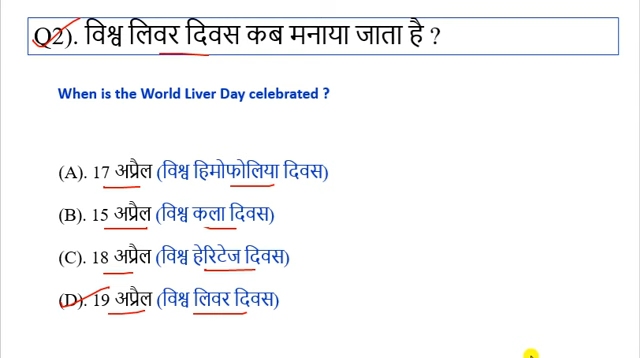 Q2). विश्व लिवर दिवस कब मनाया जाता है ?
When is the World Liver Day celebrated ?
(A). 17 अप्रैल (विश्व हिमोफोलिया दिवस)
(B). 15 अप्रैल (विश्व कला दिवस)
(C). 18 अप्रैल (विश्व हेरिटेज दिवस)
(D). 19 अप्रैल (विश्व लिवर दिवस)